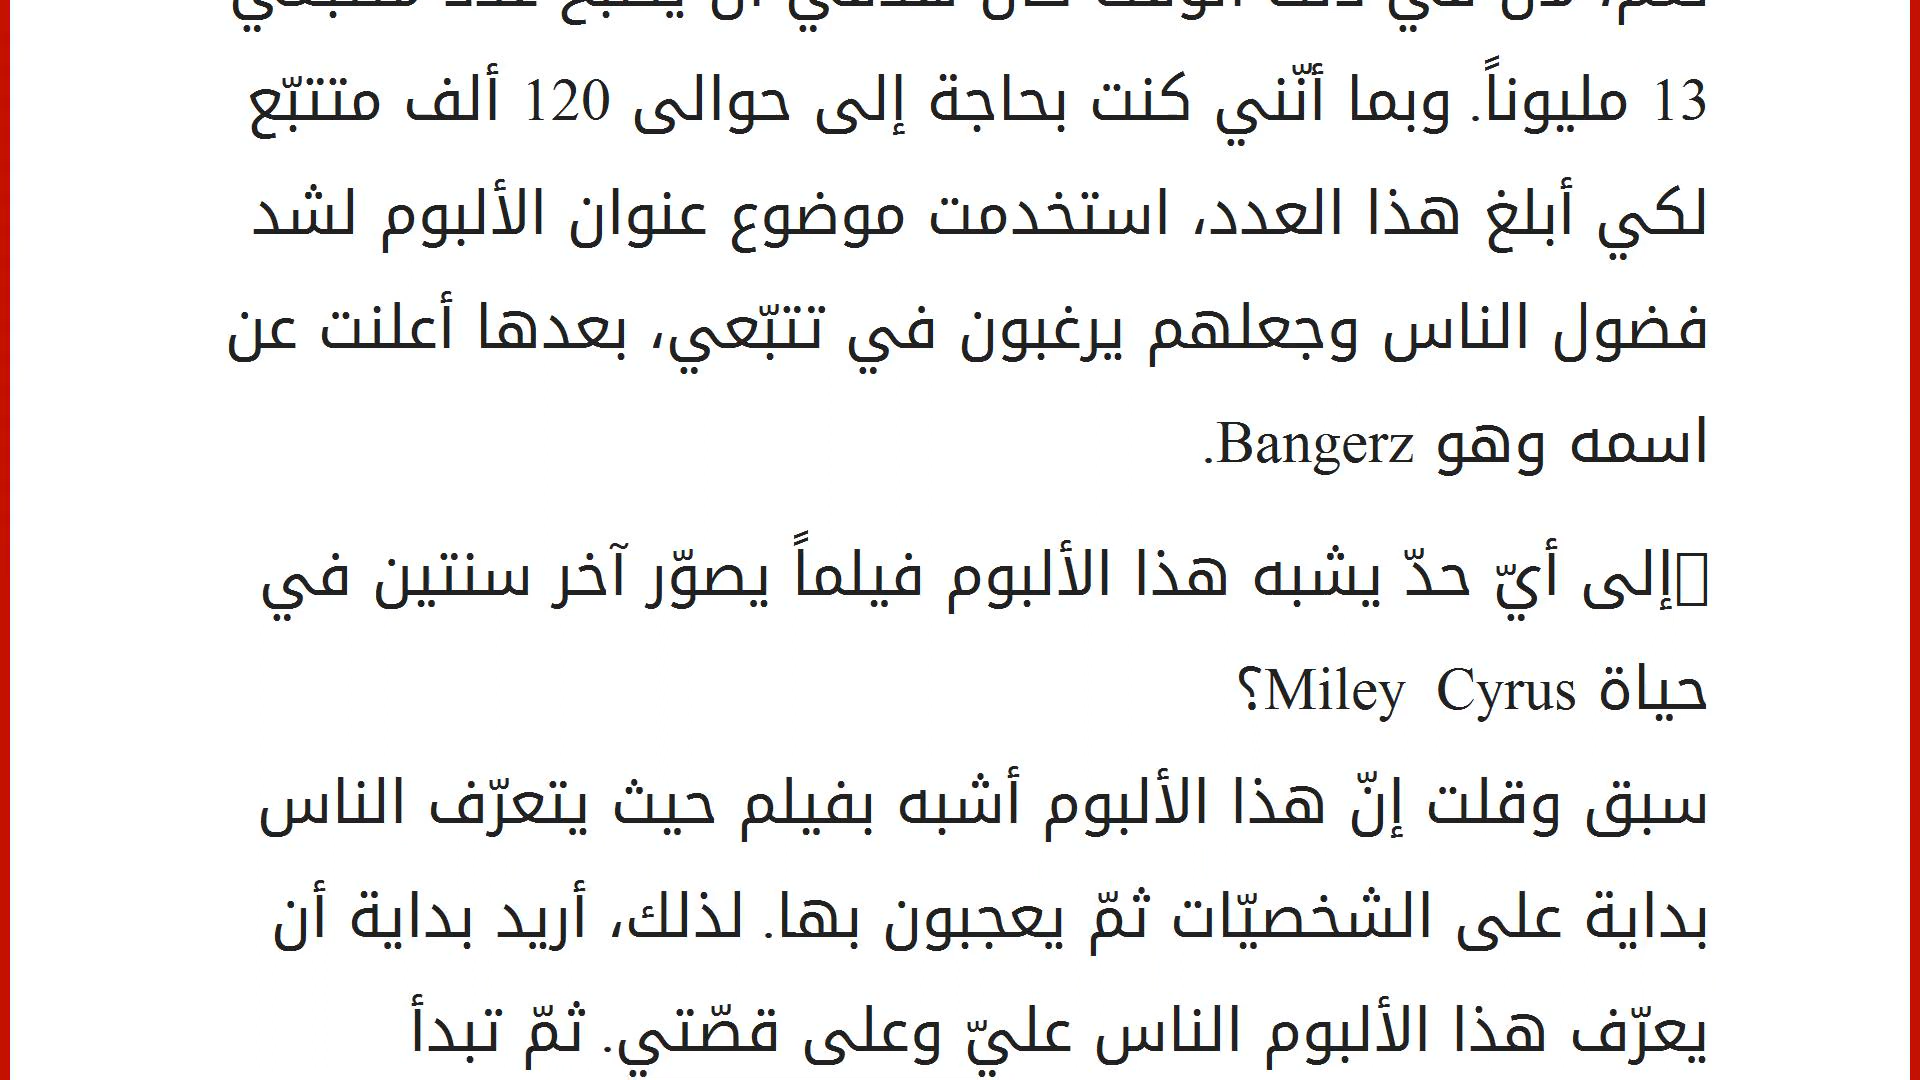 13 مليوناً. وبما أنّني كنت بحاجة إلى حوالى 120 ألف متتبّع
لكي أبلغ هذا العدد، استخدمت موضوع عنوان الألبوم لشد
فضول الناس وجعلهم يرغبون في تتبّعي، بعدها أعلنت عن
اسمه وهو Bangerz.
إلى أيّ حدّ يشبه هذا الألبوم فيلماً يصوّر آخر سنتين في
حياة Miley Cyrus؟
سبق وقلت إنّ هذا الألبوم أشبه بفيلم حيث يتعرّف الناس
بداية على الشخصيّات ثمّ يعجبون بها. لذلك، أريد بداية أن
يعرّف هذا الألبوم الناس عليّ وعلى قصّتي. ثمّ تبدأ